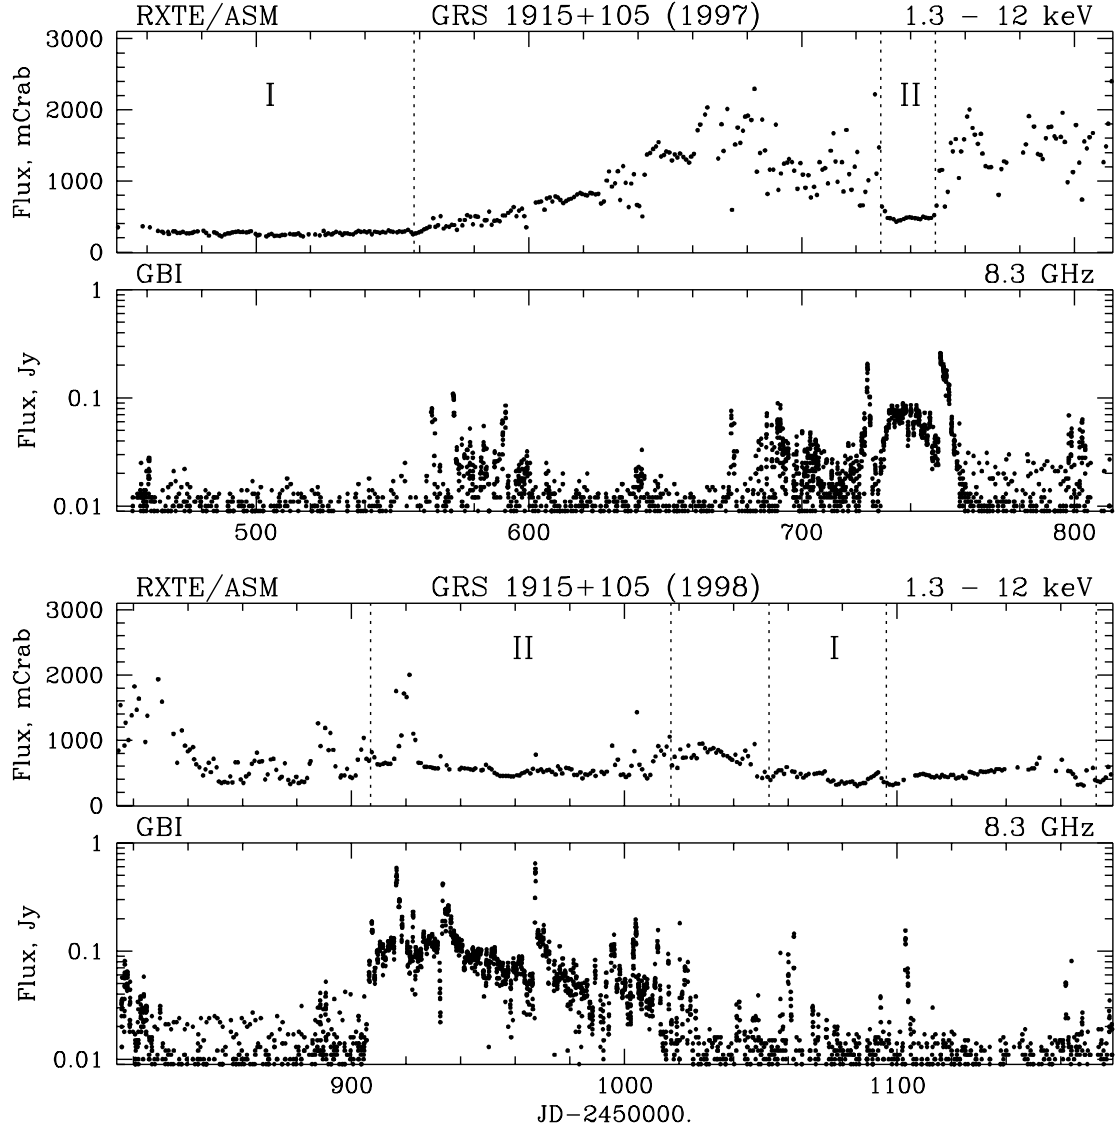 RXTE/ASM GRS 1915+105 (1997) 1.3 − 12 keV
3000
2000
1000
0
Flux, mCrab
I
II
GBI 8.3 GHz
1
0.1
0.01
Flux, Jy
500 600 700 800
RXTE/ASM GRS 1915+105 (1998) 1.3 − 12 keV
3000
2000
1000
0
Flux, mCrab
II
I
GBI 8.3 GHz
1
0.1
0.01
Flux, Jy
900 1000 1100
JD−2450000.